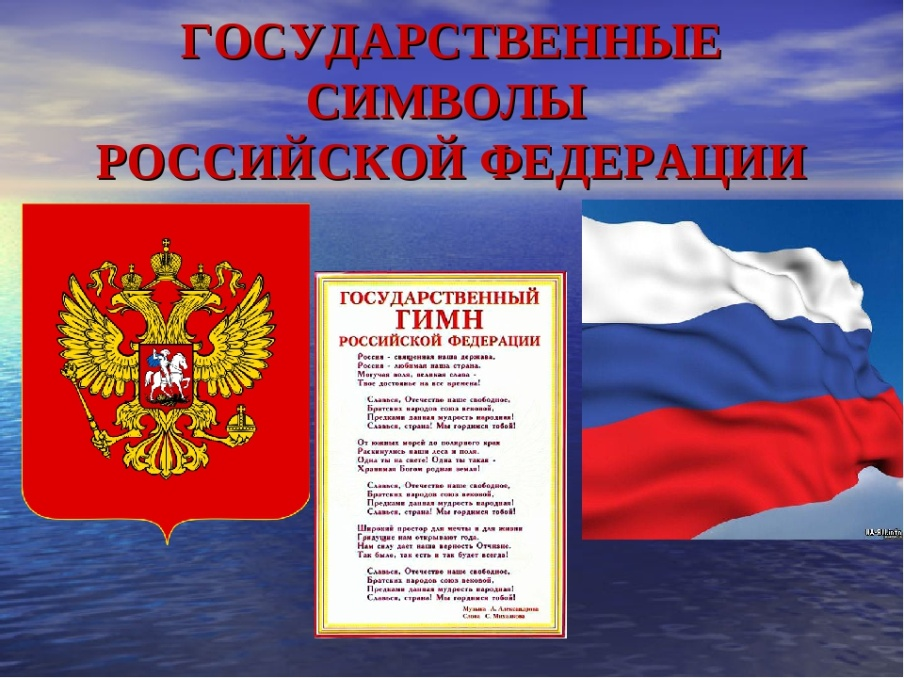 ГОСУДАРСТВЕННЫЕ
СИМВОЛЫ
РОССИЙСКОЙ ФЕДЕРАЦИИ
ГОСУДАРСТВЕННЫЙ
ГИМН
РОССИЙСКОЙ ФЕДЕРАЦИИ
Россия - священная наша держава,
Россия - любимая наша страна.
Могучая воля, великая слава -
Твое достоянье на все времена!
Славься, Отечество наше свободное,
Братских народов союз вековой,
Предками данная мудрость народная!
Славься, страна! Мы гордимся тобой!
От южных морей до полярного края
Раскинулись наши леса и поля.
Одна ты на свете! Одна ты такая -
Хранимая Богом родная земля!
Славься, Отечество наше свободное,
Братских народов союз вековой,
Предками данная мудрость народная!
Славься, страна! Мы гордимся тобой!
Широкий простор для мечты и для жизни
Грядущие нам открывают года.
Нам силу дает наша верность Отчизне.
Так было, так есть и так будет всегда!
Славься, Отечество наше свободное,
Братских народов союз вековой,
Предками данная мудрость народная!
Славься, страна! Мы гордимся тобой!
Музыка А. Александрова
Слова С. Михалкова